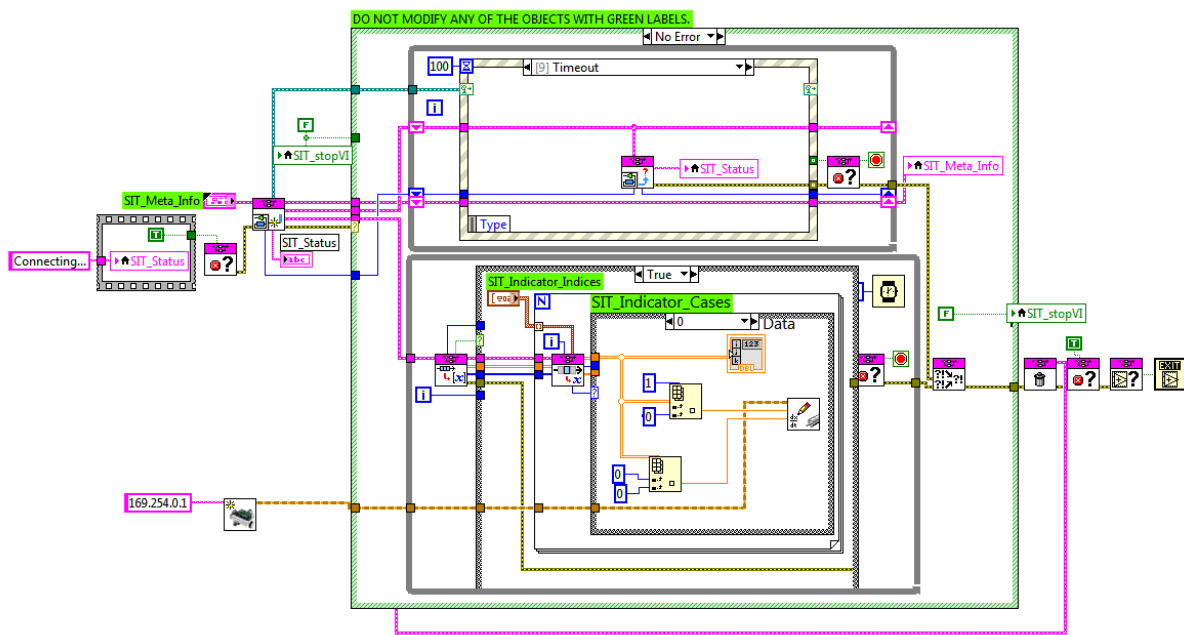 DO NOT MODIFY ANY OF THE OBJECTS WITH GREEN LABELS.
No Error
100
[9] Timeout
i
F
SIT_stopVI
SIT_Status
SIT_Meta_Info
SIT_Meta_Info
Type
T
SIT_Status
abc
Connecting...
SIT_Status
True
SIT_Indicator_Indices
N
SIT_Indicator_Cases
0
Data
123
DBL
F
SIT_stopVI
i
T
1
EXIT
i
0
0
0
169.254.0.1